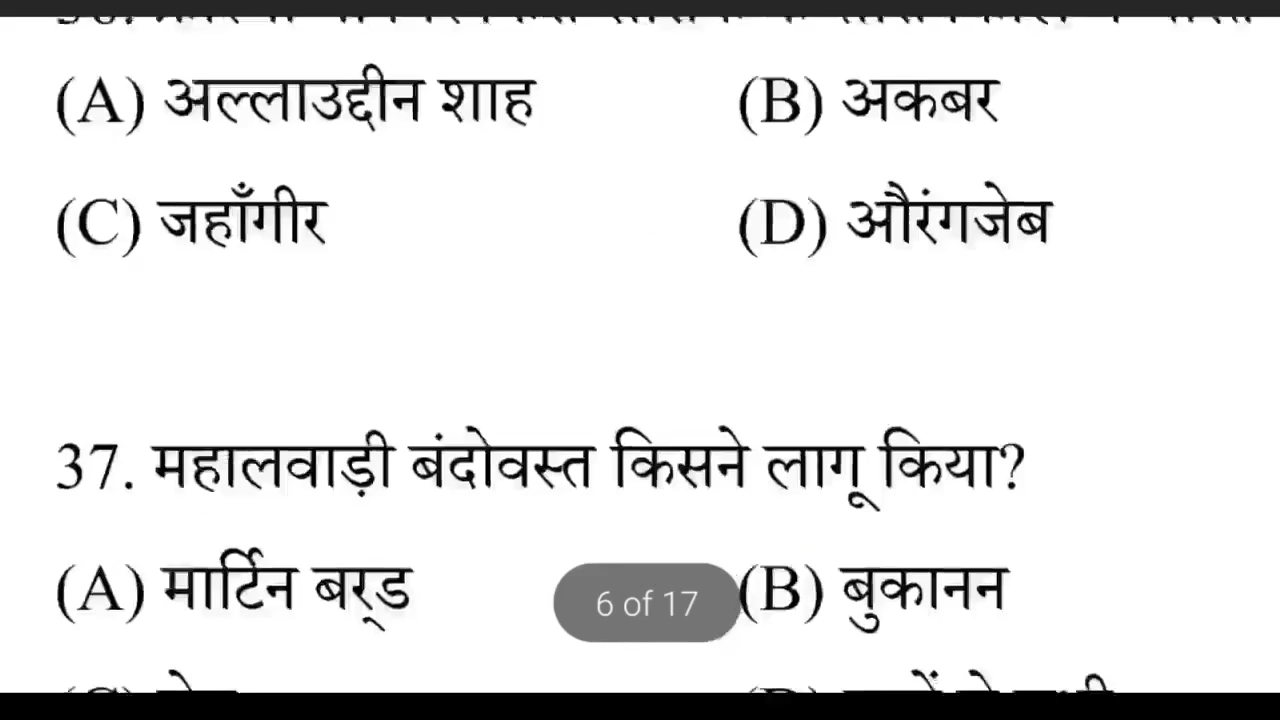 (A) अल्लाउद्दीन शाह (B) अकबर
(C) जहाँगीर (D) औरंगजेब
37. महालवाड़ी बंदोवस्त किसने लागू किया?
(A) मार्टिन बर्ड (B) बुकानन
6 of 17